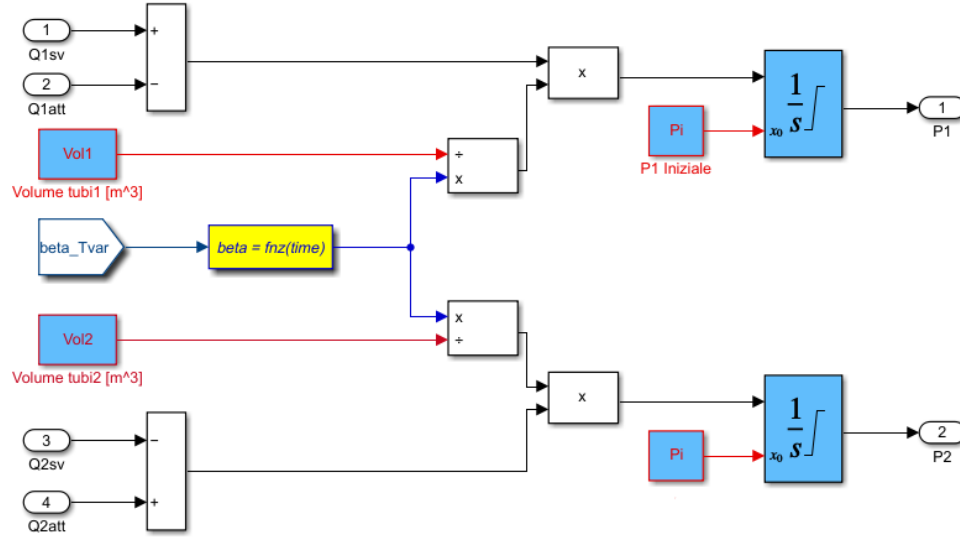 1
+
Q1sv
2
−
Q1att
x
1
s
Pi
x₀
1
P1
P1 Iniziale
Vol1
÷
x
Volume tubi1 [m^3]
beta_Tvar
beta = fnz(time)
x
÷
Vol2
Volume tubi2 [m^3]
x
1
s
Pi
x₀
2
P2
3
−
Q2sv
4
+
Q2att